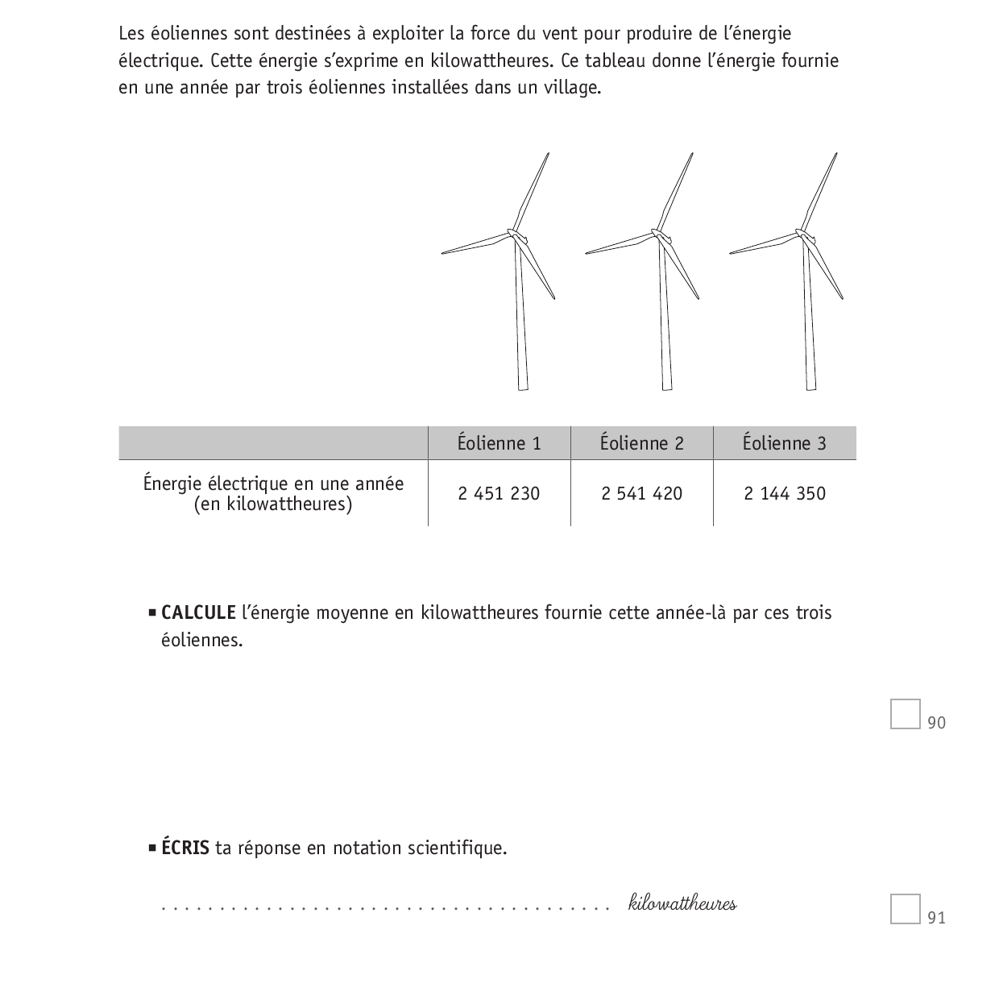 Les éoliennes sont destinées à exploiter la force du vent pour produire de l’énergie
électrique. Cette énergie s’exprime en kilowattheures. Ce tableau donne l’énergie fournie
en une année par trois éoliennes installées dans un village.
Éolienne 1 Éolienne 2 Éolienne 3
Énergie électrique en une année
(en kilowattheures)
2 451 230 2 541 420 2 144 350
■ CALCULE l’énergie moyenne en kilowattheures fournie cette année-là par ces trois
éoliennes.
90
■ ÉCRIS ta réponse en notation scientifique.
. . . . . . . . . . . . . . . . . . . . . . . . . . . . . . . . . . . . . . . kilowattheures
91